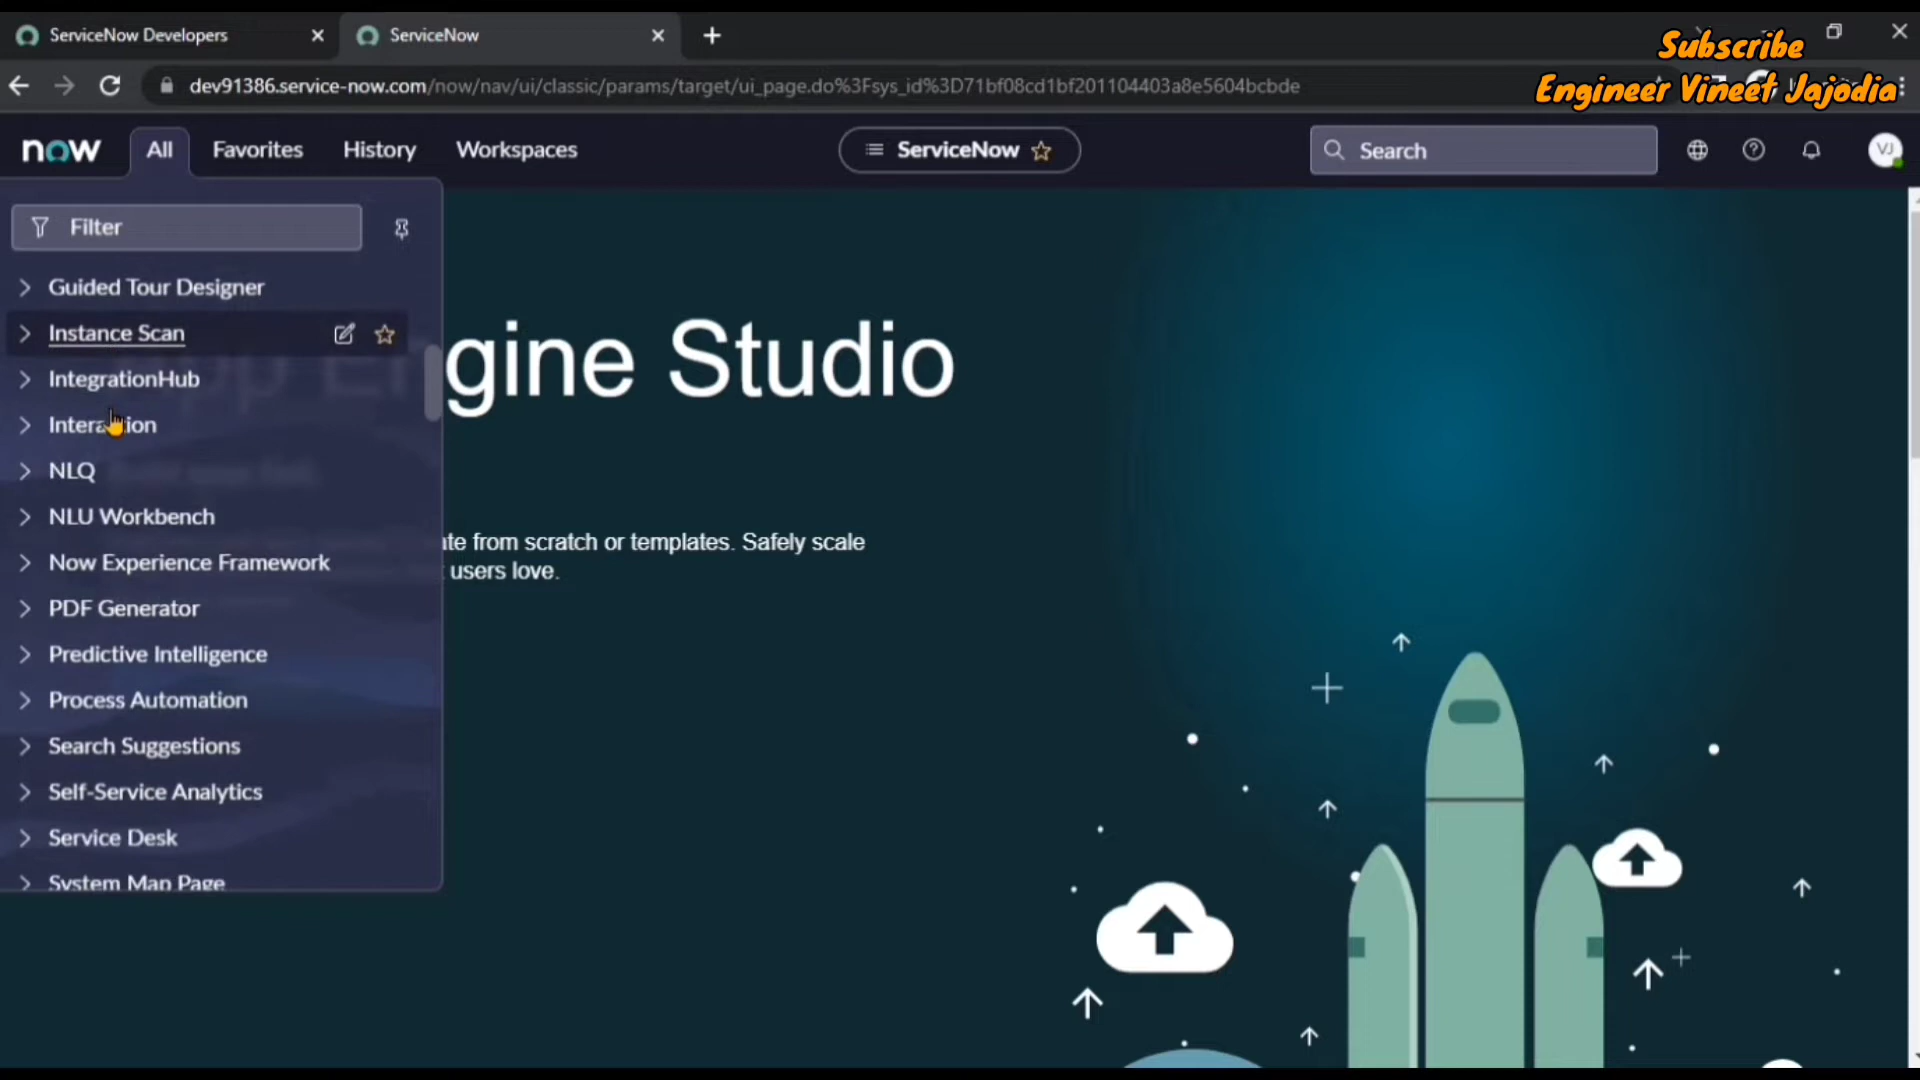 ServiceNow Developers
ServiceNow
Subscribe
Engineer Vineet Jajodia
dev91386.service-now.com/now/nav/ui/classic/params/target/ui_page.do%3Fsys_id%3D71bf08cd1bf201104403a8e5604bcbde
now
All
Favorites
History
Workspaces
ServiceNow
Search
VJ
Filter
Guided Tour Designer
Instance Scan
IntegrationHub
Interaction
NLQ
NLU Workbench
Now Experience Framework
PDF Generator
Predictive Intelligence
Process Automation
Search Suggestions
Self-Service Analytics
Service Desk
System Map Page
App Engine Studio
from scratch or templates. Safely scale
users love.